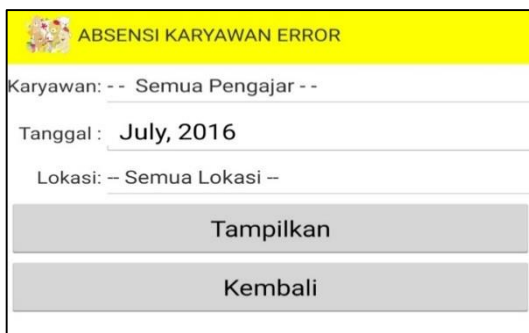 ABSENSI KARYAWAN ERROR
Karyawan: - - Semua Pengajar - -
Tanggal : July, 2016
Lokasi: -- Semua Lokasi --
Tampilkan
Kembali